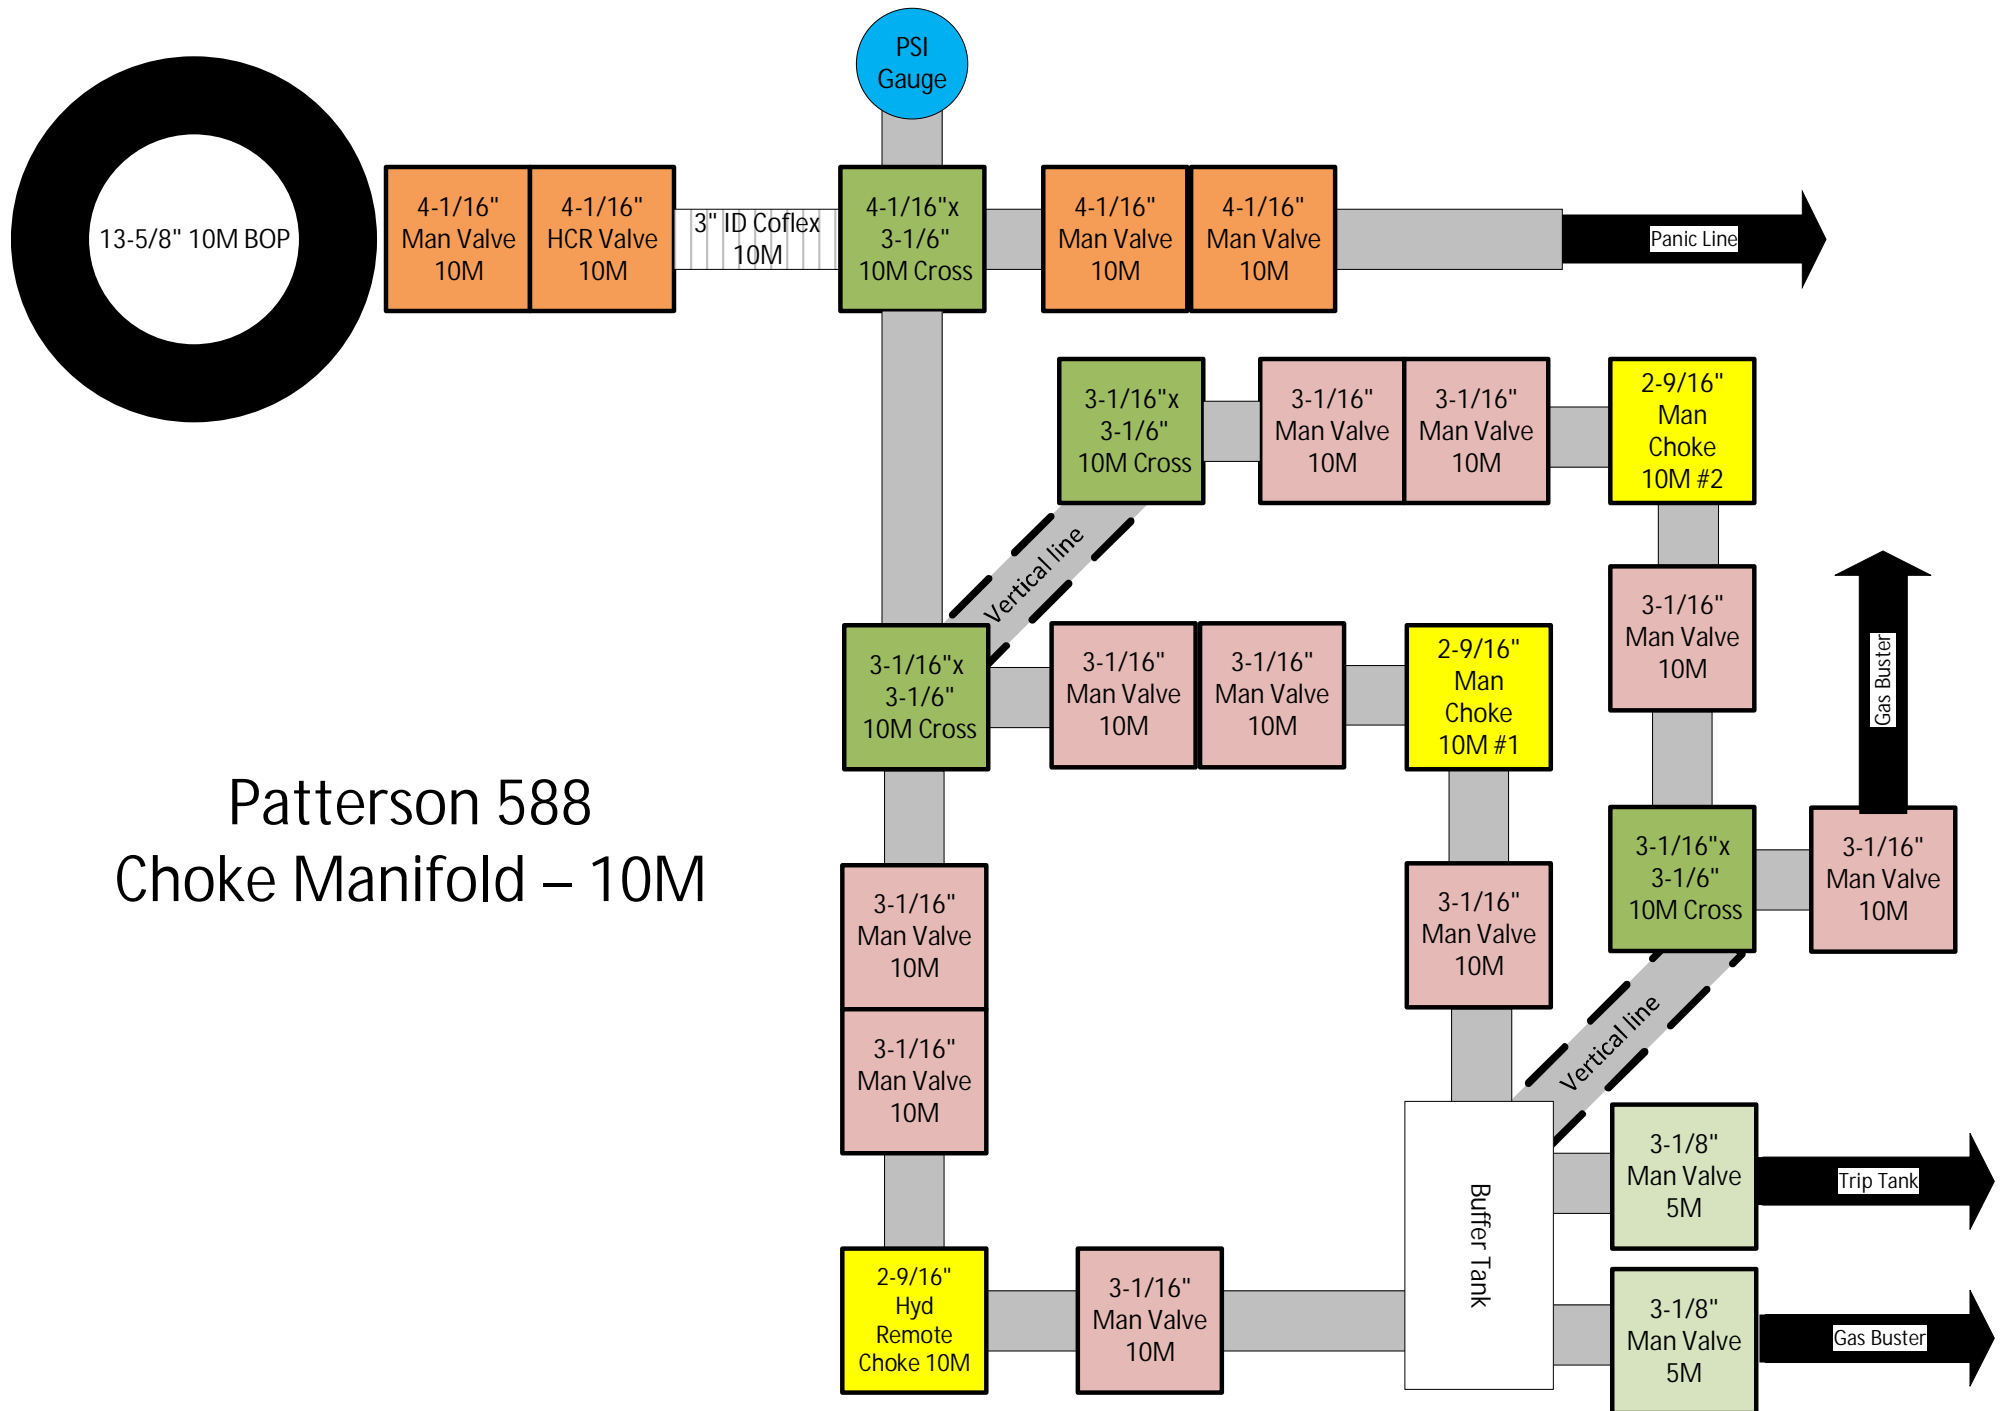 PSI
Gauge
13-5/8" 10M BOP
4-1/16"
Man Valve
10M
4-1/16"
HCR Valve
10M
3" ID Coflex
10M
4-1/16"x
3-1/6"
10M Cross
4-1/16"
Man Valve
10M
4-1/16"
Man Valve
10M
Panic Line
3-1/16"x
3-1/6"
10M Cross
3-1/16"
Man Valve
10M
3-1/16"
Man Valve
10M
2-9/16"
Man
Choke
10M #2
Vertical line
3-1/16"
Man Valve
10M
Gas Buster
3-1/16"x
3-1/6"
10M Cross
3-1/16"
Man Valve
10M
3-1/16"
Man Valve
10M
2-9/16"
Man
Choke
10M #1
Patterson 588
Choke Manifold – 10M
3-1/16"
Man Valve
10M
3-1/16"
Man Valve
10M
3-1/16"x
3-1/6"
10M Cross
3-1/16"
Man Valve
10M
3-1/16"
Man Valve
10M
Vertical line
Buffer Tank
3-1/8"
Man Valve
5M
Trip Tank
2-9/16"
Hyd
Remote
Choke 10M
3-1/16"
Man Valve
10M
3-1/8"
Man Valve
5M
Gas Buster